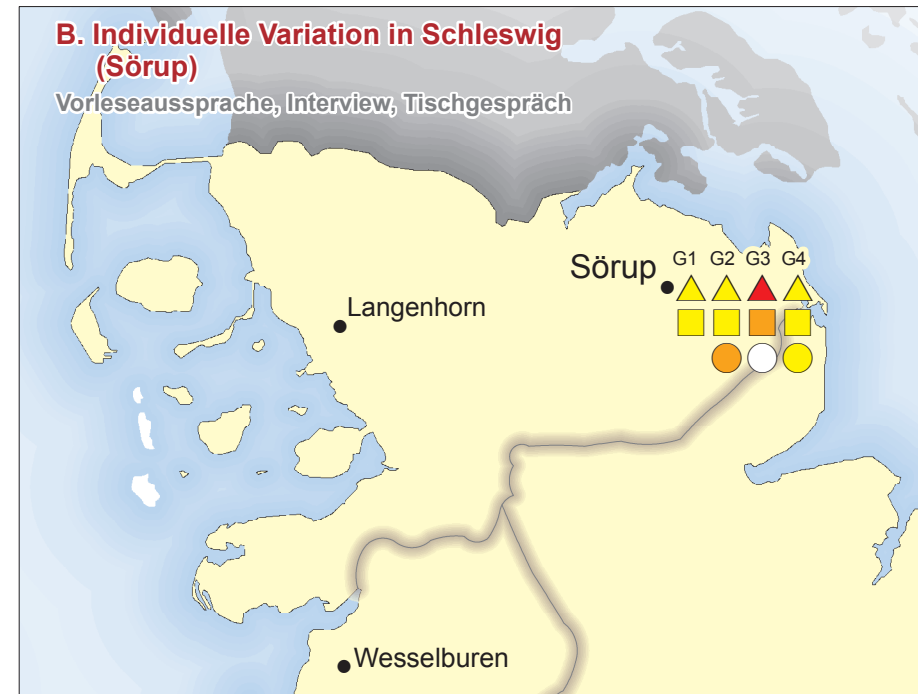 B. Individuelle Variation in Schleswig
(Sörup)
Vorleseaussprache, Interview, Tischgespräch
G1 G2 G3 G4
Sörup
Langenhorn
Wesselburen